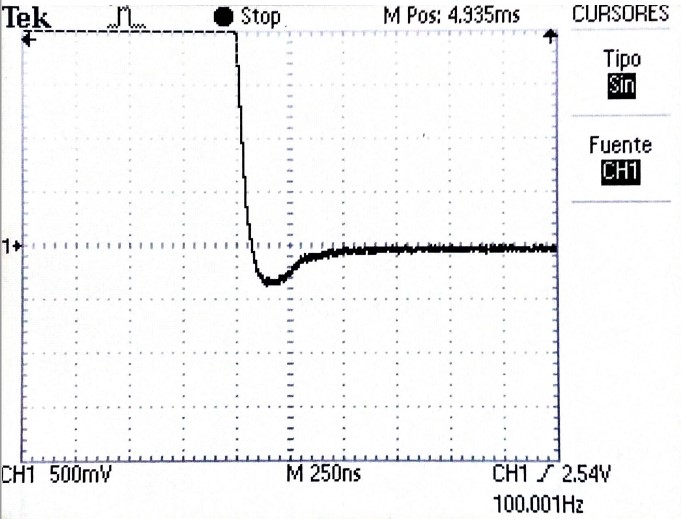 Tek Stop M Pos: 4.935ms CURSORES
Tipo
Sin
Fuente
CH1
1
CH1 500mV M 250ns CH1 2.54V
100.001Hz